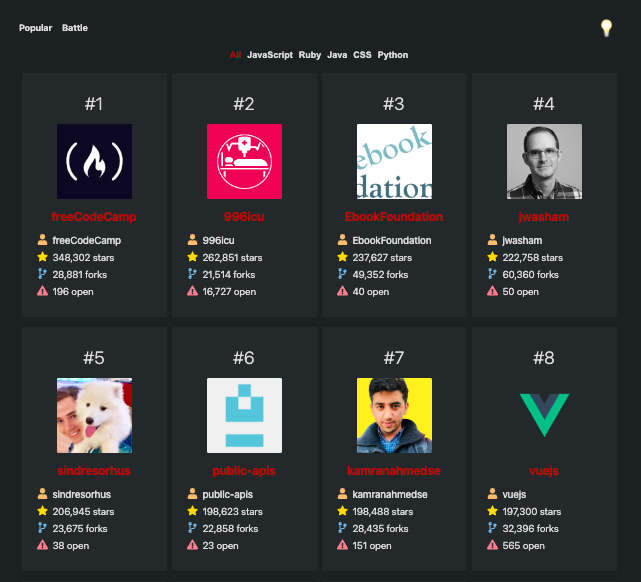 Popular Battle
All JavaScript Ruby Java CSS Python
#1
freeCodeCamp
freeCodeCamp
348,302 stars
28,881 forks
196 open
#2
996icu
996icu
262,851 stars
21,514 forks
16,727 open
#3
ebook
dation
EbookFoundation
EbookFoundation
237,627 stars
49,352 forks
40 open
#4
jwasham
jwasham
222,758 stars
60,360 forks
50 open
#5
sindresorhus
sindresorhus
206,945 stars
23,675 forks
38 open
#6
public-apis
public-apis
198,623 stars
22,858 forks
23 open
#7
kamranahmedse
kamranahmedse
198,488 stars
28,435 forks
151 open
#8
vuejs
vuejs
197,300 stars
32,396 forks
565 open